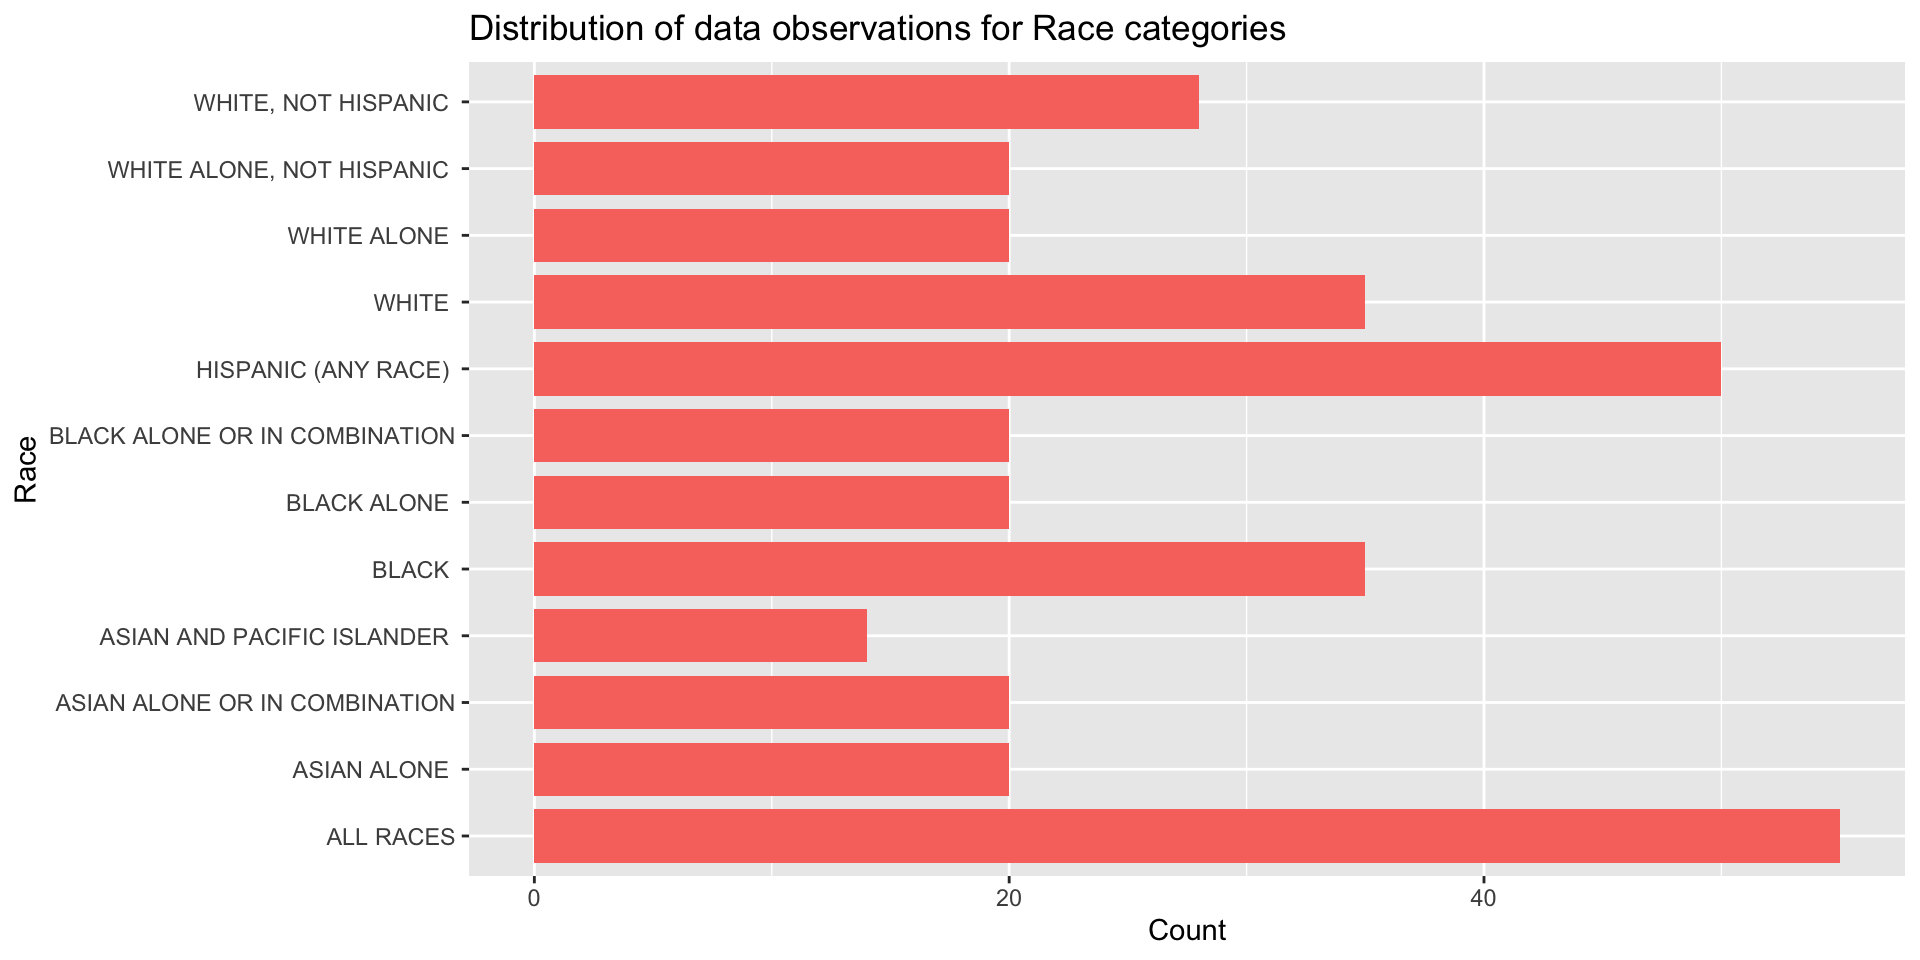 Distribution of data observations for Race categories
WHITE, NOT HISPANIC
WHITE ALONE, NOT HISPANIC
WHITE ALONE
WHITE
HISPANIC (ANY RACE)
BLACK ALONE OR IN COMBINATION
BLACK ALONE
BLACK
ASIAN AND PACIFIC ISLANDER
ASIAN ALONE OR IN COMBINATION
ASIAN ALONE
ALL RACES
Race
0 20 40
Count